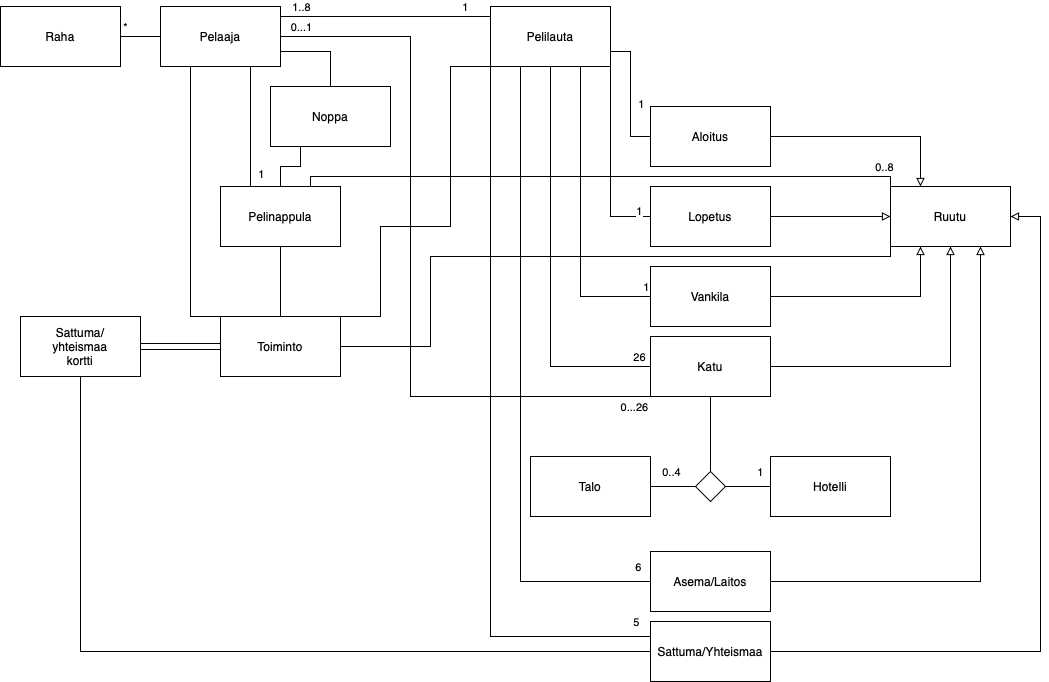 1..8
1
Raha
*
Pelaaja
0...1
Pelilauta
Noppa
1
Aloitus
1
0..8
Pelinappula
1
Lopetus
Ruutu
1
Vankila
Sattuma/
yhteismaa
kortti
Toiminto
26
Katu
0...26
Talo
0..4
1
Hotelli
6
Asema/Laitos
5
Sattuma/Yhteismaa